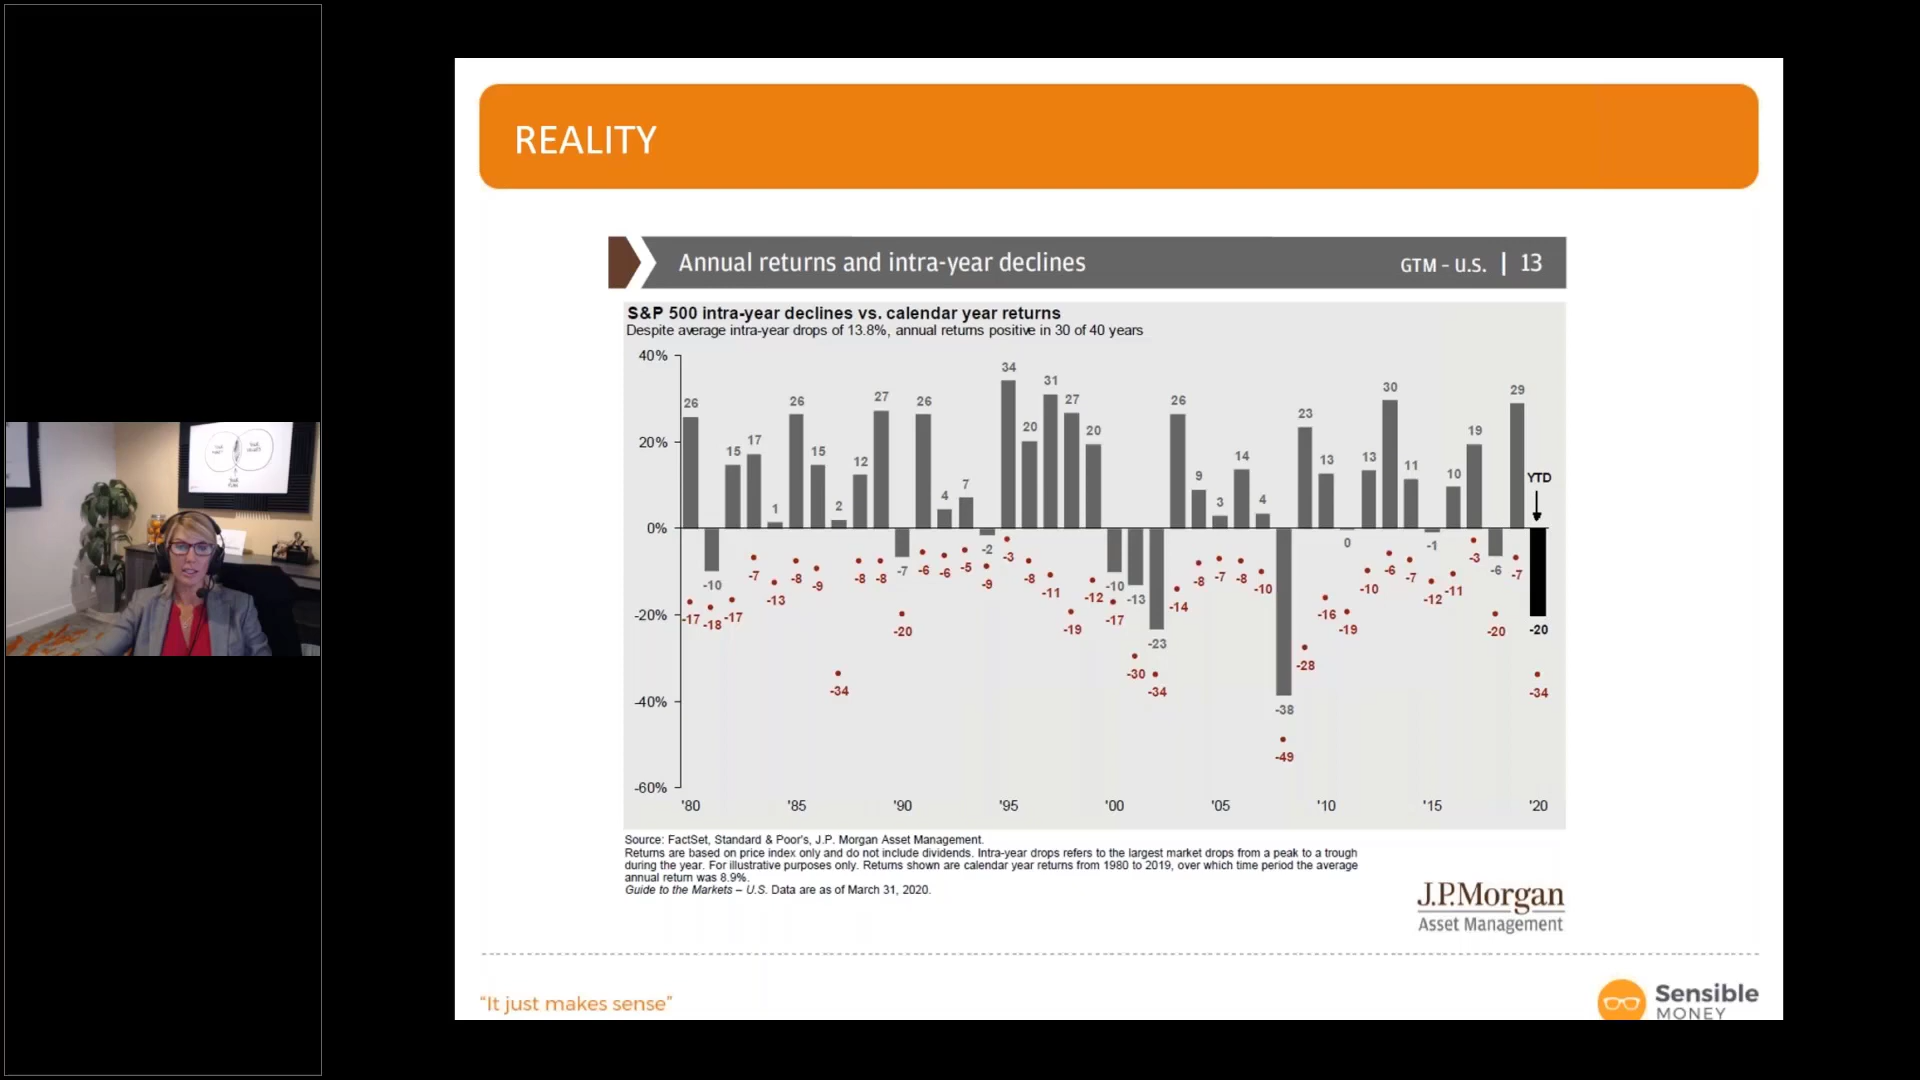 REALITY
Annual returns and intra-year declines
GTM – U.S. | 13
S&P 500 intra-year declines vs. calendar year returns
Despite average intra-year drops of 13.8%, annual returns positive in 30 of 40 years
40%
20%
0%
-20%
-40%
-60%
26 -10 15 17 1 26 15 2 12 27 -7 26 4 7 -2 34 20 31 27 20 -10 -13 -23 26 9 3 14 4 -38 23 13 0 13 30 11 -1 10 19 -6 29 -20
YTD
-17 -18 -17 -7 -13 -8 -9 -34 -8 -8 -20 -6 -6 -5 -9 -3 -8 -11 -19 -12 -17 -30 -34 -14 -8 -7 -8 -10 -49 -28 -16 -19 -10 -6 -7 -12 -11 -3 -20 -7 -34
'80 '85 '90 '95 '00 '05 '10 '15 '20
Source: FactSet, Standard & Poor's, J.P. Morgan Asset Management.
Returns are based on price index only and do not include dividends. Intra-year drops refers to the largest market drops from a peak to a trough
during the year. For illustrative purposes only. Returns shown are calendar year returns from 1980 to 2019, over which time period the average
annual return was 8.9%.
Guide to the Markets – U.S. Data are as of March 31, 2020.
J.P.Morgan
Asset Management
“It just makes sense”
Sensible
MONEY